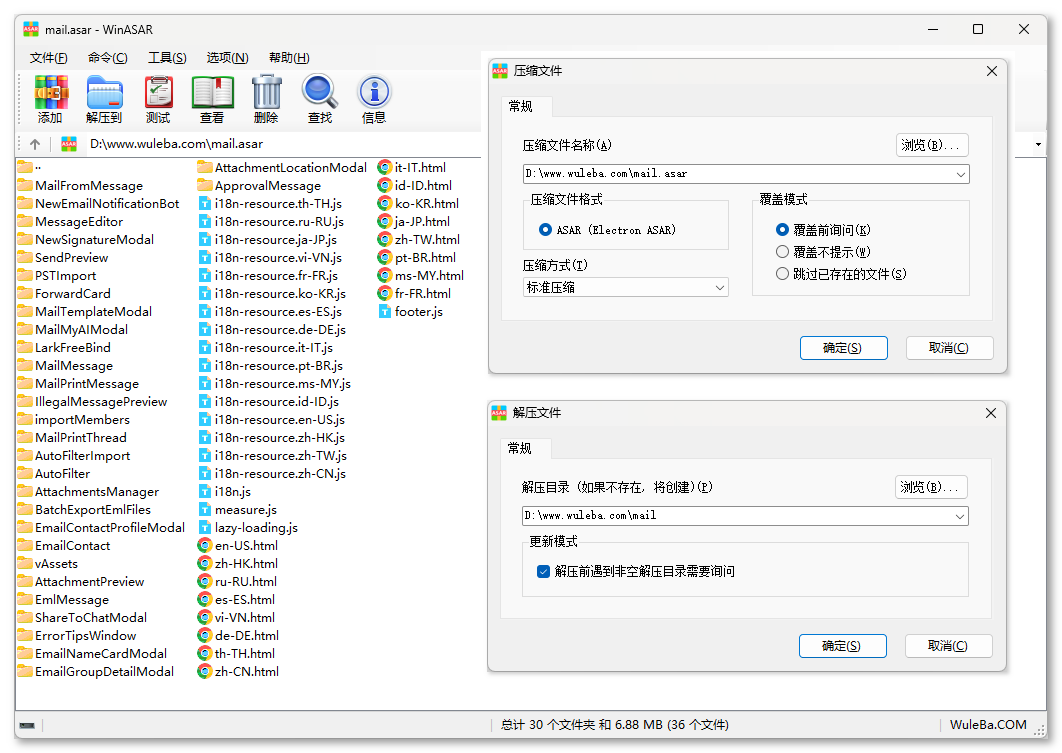 mail.asar - WinASAR
文件(F) 命令(C) 工具(S) 选项(N) 帮助(H)
添加 解压到 测试 查看 删除 查找 信息
D:\www.wuleba.com\mail.asar
..
MailFromMessage
NewEmailNotificationBot
MessageEditor
NewSignatureModal
SendPreview
PSTImport
ForwardCard
MailTemplateModal
MailMyAIModal
LarkFreeBind
MailMessage
MailPrintMessage
IllegalMessagePreview
importMembers
MailPrintThread
AutoFilterImport
AutoFilter
AttachmentsManager
BatchExportEmlFiles
EmailContactProfileModal
EmailContact
vAssets
AttachmentPreview
EmlMessage
ShareToChatModal
ErrorTipsWindow
EmailNameCardModal
EmailGroupDetailModal
AttachmentLocationModal
ApprovalMessage
i18n-resource.th-TH.js
i18n-resource.ru-RU.js
i18n-resource.ja-JP.js
i18n-resource.vi-VN.js
i18n-resource.fr-FR.js
i18n-resource.ko-KR.js
i18n-resource.es-ES.js
i18n-resource.de-DE.js
i18n-resource.it-IT.js
i18n-resource.pt-BR.js
i18n-resource.ms-MY.js
i18n-resource.id-ID.js
i18n-resource.en-US.js
i18n-resource.zh-HK.js
i18n-resource.zh-TW.js
i18n-resource.zh-CN.js
i18n.js
measure.js
lazy-loading.js
en-US.html
zh-HK.html
ru-RU.html
es-ES.html
vi-VN.html
de-DE.html
th-TH.html
zh-CN.html
it-IT.html
id-ID.html
ko-KR.html
ja-JP.html
zh-TW.html
pt-BR.html
ms-MY.html
fr-FR.html
footer.js
压缩文件
常规
压缩文件名称(A)
浏览(B)...
D:\www.wuleba.com\mail.asar
压缩文件格式
ASAR (Electron ASAR)
压缩方式(T)
标准压缩
覆盖模式
覆盖前询问(K)
覆盖不提示(W)
跳过已存在的文件(S)
确定(S) 取消(C)
解压文件
常规
解压目录（如果不存在，将创建)(P)
浏览(B)...
D:\www.wuleba.com\mail
更新模式
解压前遇到非空解压目录需要询问
确定(S) 取消(C)
总计 30 个文件夹 和 6.88 MB (36 个文件)
WuleBa.COM